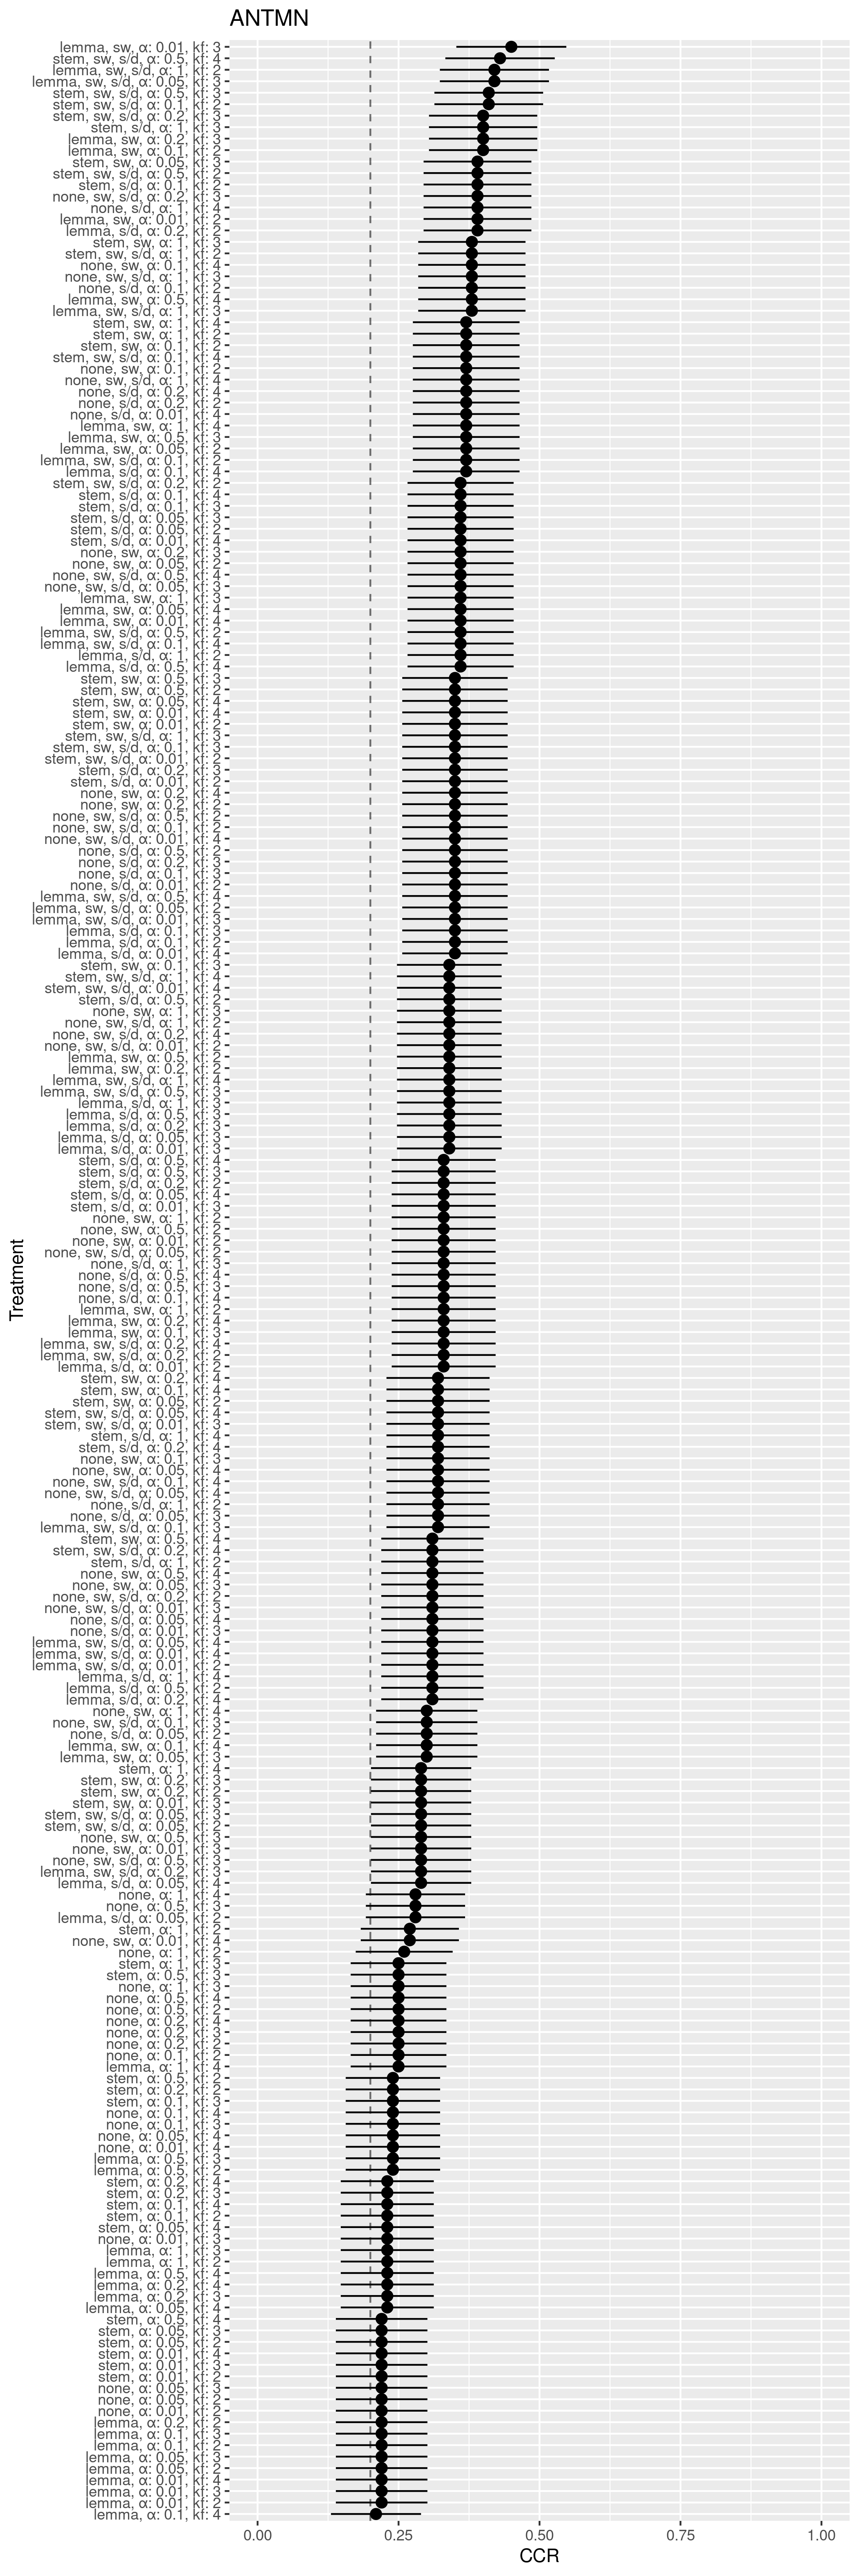 ANTMN
lemma, sw, α: 0.01, kf: 3
stem, sw, s/d, α: 0.5, kf: 4
lemma, sw, s/d, α: 1, kf: 2
lemma, sw, s/d, α: 0.05, kf: 3
stem, sw, s/d, α: 0.5, kf: 3
stem, sw, s/d, α: 0.1, kf: 2
stem, sw, s/d, α: 0.2, kf: 3
stem, s/d, α: 1, kf: 3
lemma, sw, α: 0.2, kf: 3
lemma, sw, α: 0.1, kf: 2
stem, sw, α: 0.05, kf: 3
stem, sw, s/d, α: 0.5, kf: 2
stem, s/d, α: 0.1, kf: 2
none, sw, s/d, α: 0.2, kf: 3
none, s/d, α: 1, kf: 4
lemma, sw, α: 0.01, kf: 2
lemma, s/d, α: 0.2, kf: 2
stem, sw, α: 1, kf: 3
stem, sw, s/d, α: 1, kf: 2
none, sw, α: 0.1, kf: 4
none, sw, s/d, α: 1, kf: 3
none, s/d, α: 0.1, kf: 2
lemma, sw, α: 0.5, kf: 4
lemma, sw, s/d, α: 1, kf: 3
stem, sw, α: 1, kf: 4
stem, sw, α: 1, kf: 2
stem, sw, α: 0.1, kf: 2
stem, sw, s/d, α: 0.1, kf: 4
none, sw, α: 0.1, kf: 2
none, sw, s/d, α: 1, kf: 4
none, s/d, α: 0.2, kf: 4
none, s/d, α: 0.2, kf: 2
none, s/d, α: 0.01, kf: 4
lemma, sw, α: 1, kf: 4
lemma, sw, α: 0.5, kf: 3
lemma, sw, α: 0.05, kf: 2
lemma, sw, s/d, α: 0.1, kf: 2
lemma, s/d, α: 0.1, kf: 4
stem, sw, s/d, α: 0.2, kf: 2
stem, s/d, α: 0.1, kf: 4
stem, s/d, α: 0.1, kf: 3
stem, s/d, α: 0.05, kf: 3
stem, s/d, α: 0.05, kf: 2
stem, s/d, α: 0.01, kf: 4
none, sw, α: 0.2, kf: 3
none, sw, α: 0.05, kf: 2
none, sw, s/d, α: 0.5, kf: 4
none, sw, s/d, α: 0.05, kf: 3
lemma, sw, α: 1, kf: 3
lemma, sw, α: 0.05, kf: 4
lemma, sw, α: 0.01, kf: 4
lemma, sw, s/d, α: 0.5, kf: 2
lemma, sw, s/d, α: 0.1, kf: 4
lemma, s/d, α: 1, kf: 2
lemma, s/d, α: 0.5, kf: 4
stem, sw, α: 0.5, kf: 3
stem, sw, α: 0.5, kf: 2
stem, sw, α: 0.05, kf: 4
stem, sw, α: 0.01, kf: 4
stem, sw, α: 0.01, kf: 2
stem, sw, s/d, α: 1, kf: 3
stem, sw, s/d, α: 0.1, kf: 3
stem, sw, s/d, α: 0.01, kf: 2
stem, s/d, α: 0.2, kf: 3
stem, s/d, α: 0.01, kf: 2
none, sw, α: 0.2, kf: 4
none, sw, α: 0.2, kf: 2
none, sw, s/d, α: 0.5, kf: 2
none, sw, s/d, α: 0.1, kf: 2
none, sw, s/d, α: 0.01, kf: 4
none, s/d, α: 0.5, kf: 2
none, s/d, α: 0.2, kf: 3
none, s/d, α: 0.1, kf: 3
none, s/d, α: 0.01, kf: 2
lemma, sw, s/d, α: 0.5, kf: 4
lemma, sw, s/d, α: 0.05, kf: 2
lemma, sw, s/d, α: 0.01, kf: 3
lemma, s/d, α: 0.1, kf: 3
lemma, s/d, α: 0.1, kf: 2
lemma, s/d, α: 0.01, kf: 4
stem, sw, α: 0.1, kf: 3
stem, sw, s/d, α: 1, kf: 4
stem, sw, s/d, α: 0.01, kf: 4
stem, s/d, α: 0.5, kf: 2
none, sw, α: 1, kf: 3
none, sw, s/d, α: 1, kf: 2
none, sw, s/d, α: 0.2, kf: 4
none, sw, s/d, α: 0.01, kf: 2
lemma, sw, α: 0.5, kf: 2
lemma, sw, α: 0.2, kf: 2
lemma, sw, s/d, α: 1, kf: 4
lemma, sw, s/d, α: 0.5, kf: 3
lemma, s/d, α: 1, kf: 3
lemma, s/d, α: 0.5, kf: 3
lemma, s/d, α: 0.2, kf: 3
lemma, s/d, α: 0.05, kf: 3
lemma, s/d, α: 0.01, kf: 3
stem, s/d, α: 0.5, kf: 4
stem, s/d, α: 0.5, kf: 3
stem, s/d, α: 0.2, kf: 2
stem, s/d, α: 0.05, kf: 4
stem, s/d, α: 0.01, kf: 3
none, sw, α: 1, kf: 2
none, sw, α: 0.5, kf: 2
none, sw, α: 0.01, kf: 2
none, sw, s/d, α: 0.05, kf: 2
none, s/d, α: 1, kf: 3
none, s/d, α: 0.5, kf: 4
none, s/d, α: 0.5, kf: 3
none, s/d, α: 0.1, kf: 4
lemma, sw, α: 1, kf: 2
lemma, sw, α: 0.2, kf: 4
lemma, sw, α: 0.1, kf: 3
lemma, sw, s/d, α: 0.2, kf: 4
lemma, sw, s/d, α: 0.2, kf: 2
lemma, s/d, α: 0.01, kf: 2
stem, sw, α: 0.2, kf: 4
stem, sw, α: 0.1, kf: 4
stem, sw, α: 0.05, kf: 2
stem, sw, s/d, α: 0.05, kf: 4
stem, sw, s/d, α: 0.01, kf: 3
stem, s/d, α: 1, kf: 4
stem, s/d, α: 0.2, kf: 4
none, sw, α: 0.1, kf: 3
none, sw, α: 0.05, kf: 4
none, sw, s/d, α: 0.1, kf: 4
none, sw, s/d, α: 0.05, kf: 4
none, s/d, α: 1, kf: 2
none, s/d, α: 0.05, kf: 3
lemma, sw, s/d, α: 0.1, kf: 3
stem, sw, α: 0.5, kf: 4
stem, sw, s/d, α: 0.2, kf: 4
stem, s/d, α: 1, kf: 2
none, sw, α: 0.5, kf: 4
none, sw, α: 0.05, kf: 3
none, sw, s/d, α: 0.2, kf: 2
none, sw, s/d, α: 0.01, kf: 3
none, s/d, α: 0.05, kf: 4
none, s/d, α: 0.01, kf: 3
lemma, sw, s/d, α: 0.05, kf: 4
lemma, sw, s/d, α: 0.01, kf: 4
lemma, sw, s/d, α: 0.01, kf: 2
lemma, s/d, α: 1, kf: 4
lemma, s/d, α: 0.5, kf: 2
lemma, s/d, α: 0.2, kf: 4
none, sw, α: 1, kf: 4
none, sw, s/d, α: 0.1, kf: 3
none, s/d, α: 0.05, kf: 2
lemma, sw, α: 0.1, kf: 4
lemma, sw, α: 0.05, kf: 3
stem, α: 1, kf: 4
stem, sw, α: 0.2, kf: 3
stem, sw, α: 0.2, kf: 2
stem, sw, α: 0.01, kf: 3
stem, sw, s/d, α: 0.05, kf: 3
stem, sw, s/d, α: 0.05, kf: 2
none, sw, α: 0.5, kf: 3
none, sw, α: 0.01, kf: 3
none, sw, s/d, α: 0.5, kf: 3
lemma, sw, s/d, α: 0.2, kf: 3
lemma, s/d, α: 0.05, kf: 4
none, α: 1, kf: 4
none, α: 0.5, kf: 3
lemma, s/d, α: 0.05, kf: 2
stem, α: 1, kf: 2
none, sw, α: 0.01, kf: 4
none, α: 1, kf: 2
stem, α: 1, kf: 3
stem, α: 0.5, kf: 3
none, α: 1, kf: 3
none, α: 0.5, kf: 4
none, α: 0.5, kf: 2
none, α: 0.2, kf: 4
none, α: 0.2, kf: 3
none, α: 0.2, kf: 2
none, α: 0.1, kf: 2
lemma, α: 1, kf: 4
stem, α: 0.5, kf: 2
stem, α: 0.2, kf: 2
stem, α: 0.1, kf: 3
none, α: 0.1, kf: 4
none, α: 0.1, kf: 3
none, α: 0.05, kf: 4
none, α: 0.01, kf: 4
lemma, α: 0.5, kf: 3
lemma, α: 0.5, kf: 2
stem, α: 0.2, kf: 4
stem, α: 0.2, kf: 3
stem, α: 0.1, kf: 4
stem, α: 0.1, kf: 2
stem, α: 0.05, kf: 4
none, α: 0.01, kf: 3
lemma, α: 1, kf: 3
lemma, α: 1, kf: 2
lemma, α: 0.5, kf: 4
lemma, α: 0.2, kf: 4
lemma, α: 0.2, kf: 3
lemma, α: 0.05, kf: 4
stem, α: 0.5, kf: 4
stem, α: 0.05, kf: 3
stem, α: 0.05, kf: 2
stem, α: 0.01, kf: 4
stem, α: 0.01, kf: 3
stem, α: 0.01, kf: 2
none, α: 0.05, kf: 3
none, α: 0.05, kf: 2
none, α: 0.01, kf: 2
lemma, α: 0.2, kf: 2
lemma, α: 0.1, kf: 3
lemma, α: 0.1, kf: 2
lemma, α: 0.05, kf: 3
lemma, α: 0.05, kf: 2
lemma, α: 0.01, kf: 4
lemma, α: 0.01, kf: 3
lemma, α: 0.01, kf: 2
lemma, α: 0.1, kf: 4
Treatment
0.00 0.25 0.50 0.75 1.00
CCR